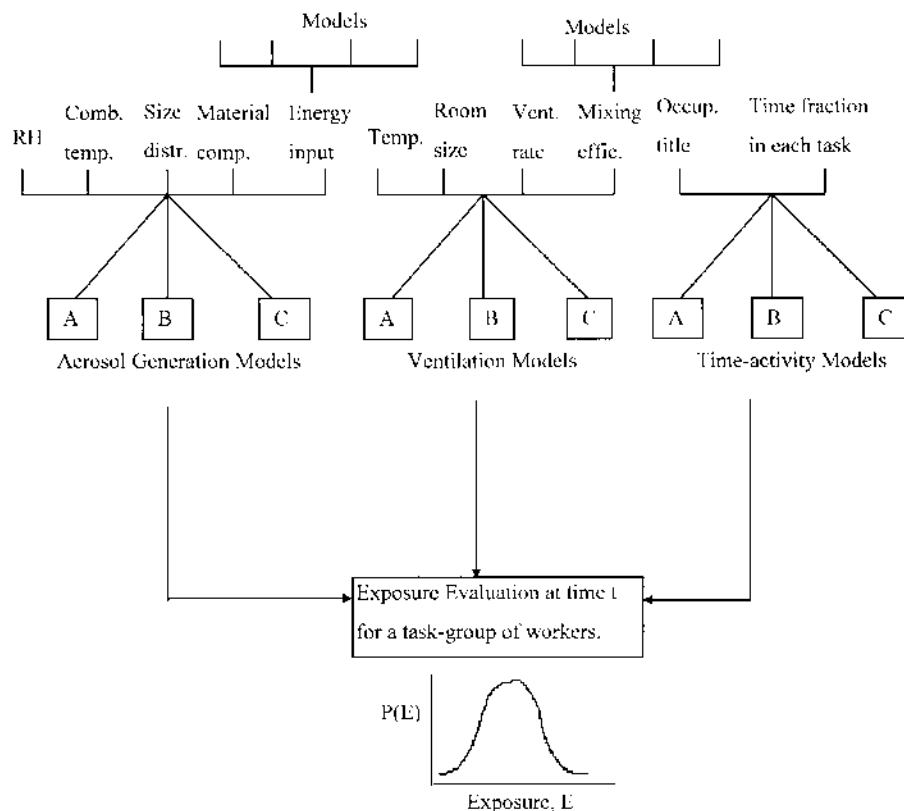 Models
Models
RH
Comb.
temp.
Size
distr.
Material
comp.
Energy
input
Temp.
Room
size
Vent.
rate
Mixing
effic.
Occup.
title
Time fraction
in each task
A
B
C
A
B
C
A
B
C
Aerosol Generation Models
Ventilation Models
Time-activity Models
Exposure Evaluation at time t
for a task-group of workers.
P(E)
Exposure, E